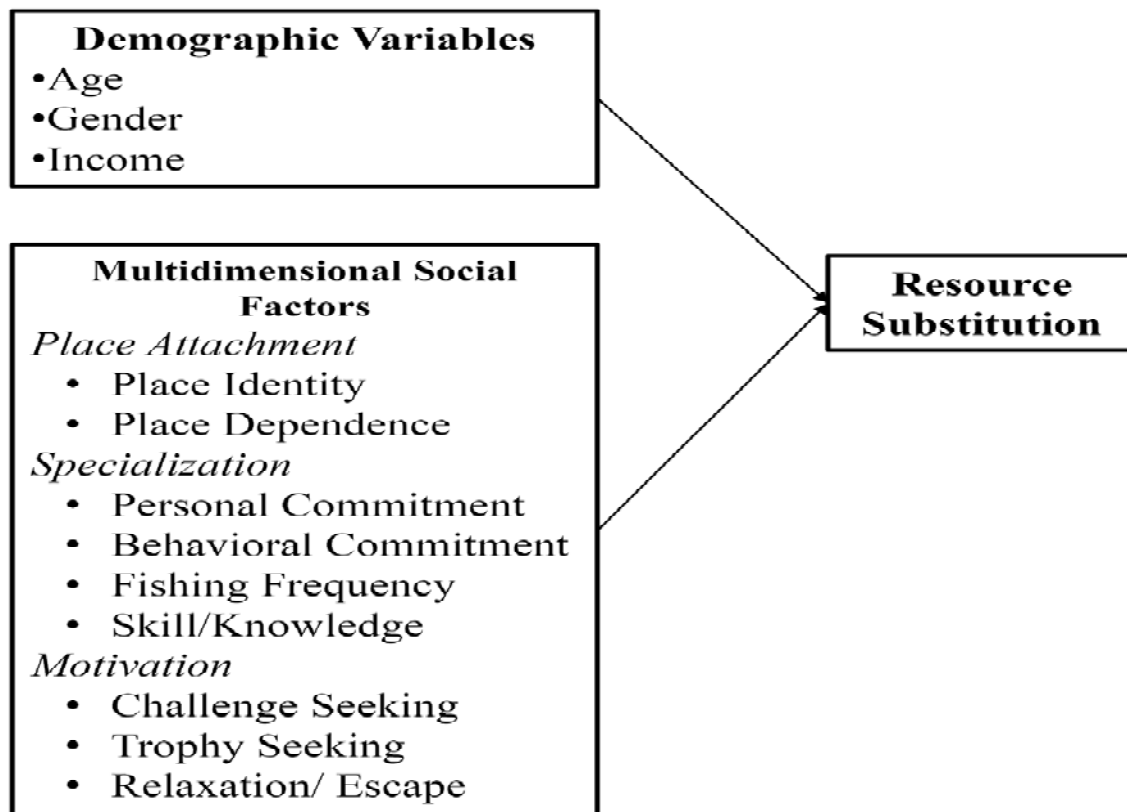 Demographic Variables
•Age
•Gender
•Income
Multidimensional Social
Factors
Place Attachment
• Place Identity
• Place Dependence
Specialization
• Personal Commitment
• Behavioral Commitment
• Fishing Frequency
• Skill/Knowledge
Motivation
• Challenge Seeking
• Trophy Seeking
• Relaxation/ Escape
Resource
Substitution